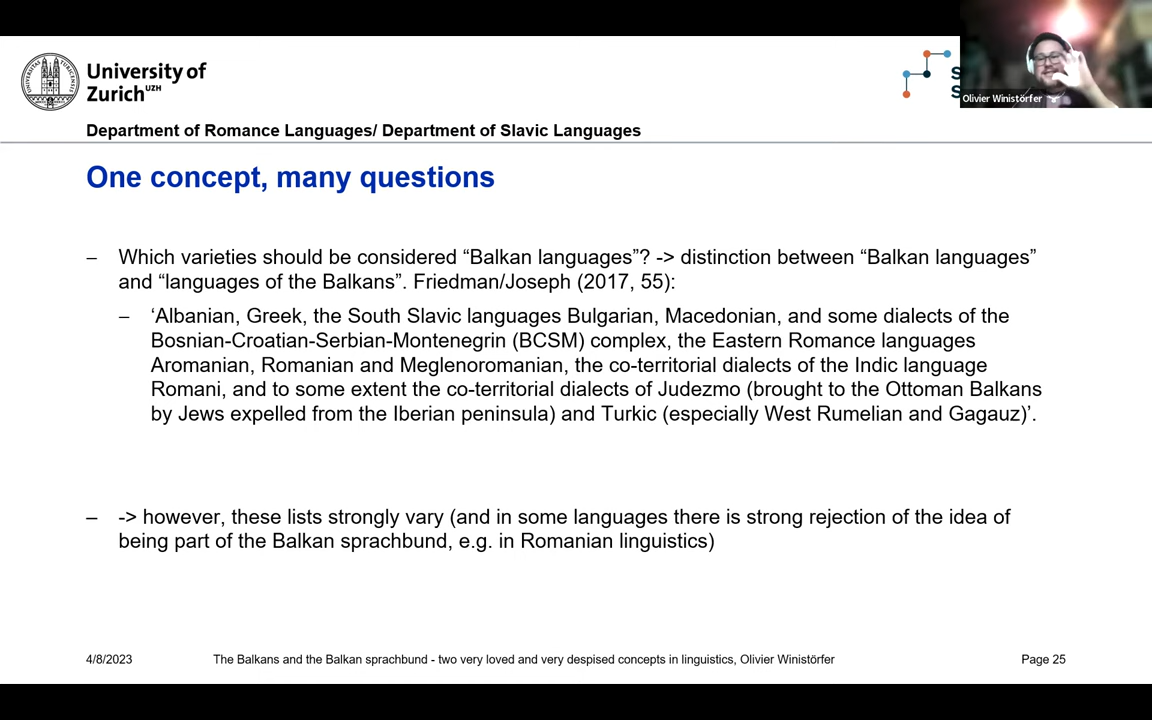 University of
Zurich UZH
S
S
Olivier Winistörfer
Department of Romance Languages/ Department of Slavic Languages
One concept, many questions
– Which varieties should be considered “Balkan languages”? -> distinction between “Balkan languages”
and “languages of the Balkans”. Friedman/Joseph (2017, 55):
– ‘Albanian, Greek, the South Slavic languages Bulgarian, Macedonian, and some dialects of the
Bosnian-Croatian-Serbian-Montenegrin (BCSM) complex, the Eastern Romance languages
Aromanian, Romanian and Meglenoromanian, the co-territorial dialects of the Indic language
Romani, and to some extent the co-territorial dialects of Judezmo (brought to the Ottoman Balkans
by Jews expelled from the Iberian peninsula) and Turkic (especially West Rumelian and Gagauz)’.
– -> however, these lists strongly vary (and in some languages there is strong rejection of the idea of
being part of the Balkan sprachbund, e.g. in Romanian linguistics)
4/8/2023 The Balkans and the Balkan sprachbund - two very loved and very despised concepts in linguistics, Olivier Winistörfer Page 25